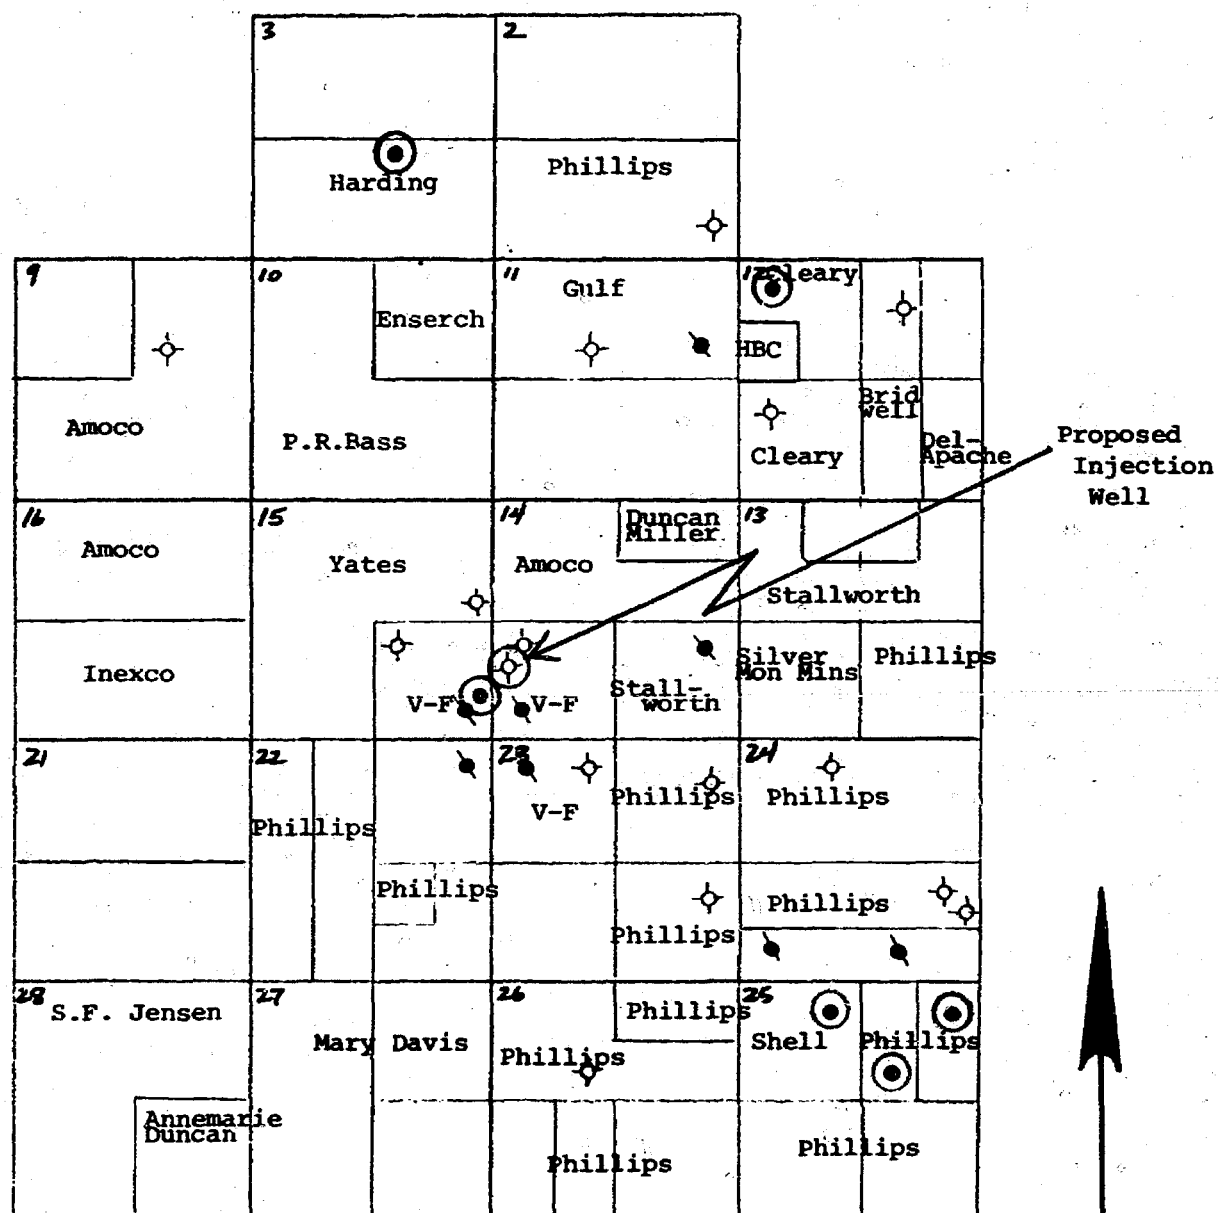 3
2
Harding
Phillips
9
10
11
Gulf
12
Cleary
Enserch
HBC
Amoco
P.R.Bass
Cleary
Brid
well
Del-
Apache
Proposed
Injection
Well
16
15
14
Duncan
Miller
13
Amoco
Yates
Amoco
Stallworth
Inexco
V-F
V-F
Stall-
worth
Silver
Mon Mins
Phillips
21
22
23
24
Phillips
V-F
Phillips
Phillips
Phillips
Phillips
Phillips
28
S.F. Jensen
27
Mary Davis
26
Phillips
Phillips
25
Shell
Phillips
Annemarie
Duncan
Phillips
Phillips